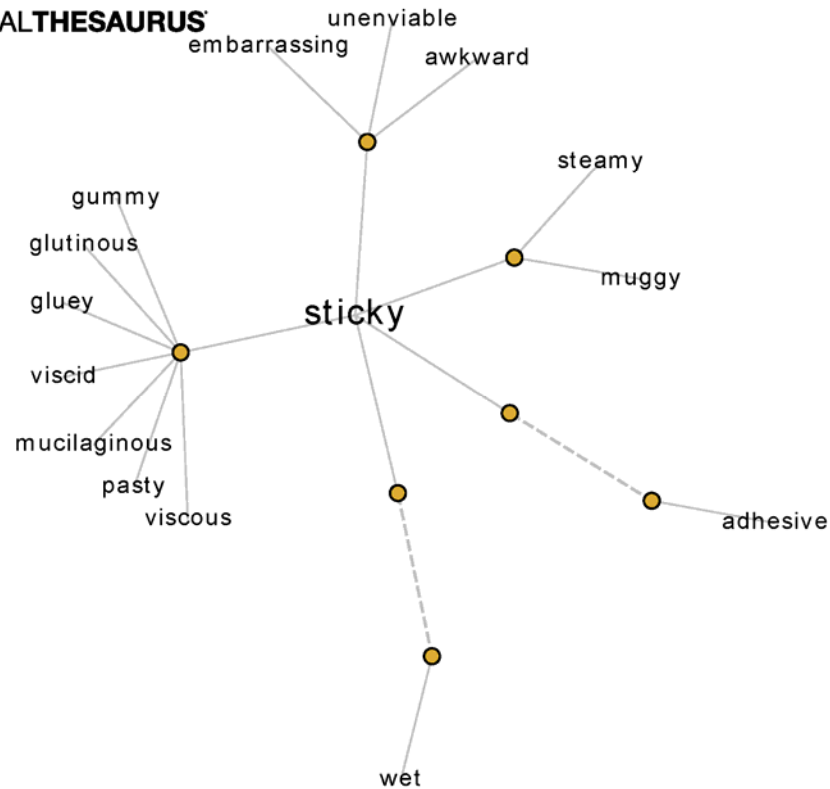 unenviable
ALTHESAURUS
embarrassing
awkward
steamy
gummy
glutinous
muggy
gluey
sticky
viscid
mucilaginous
pasty
viscous
adhesive
wet